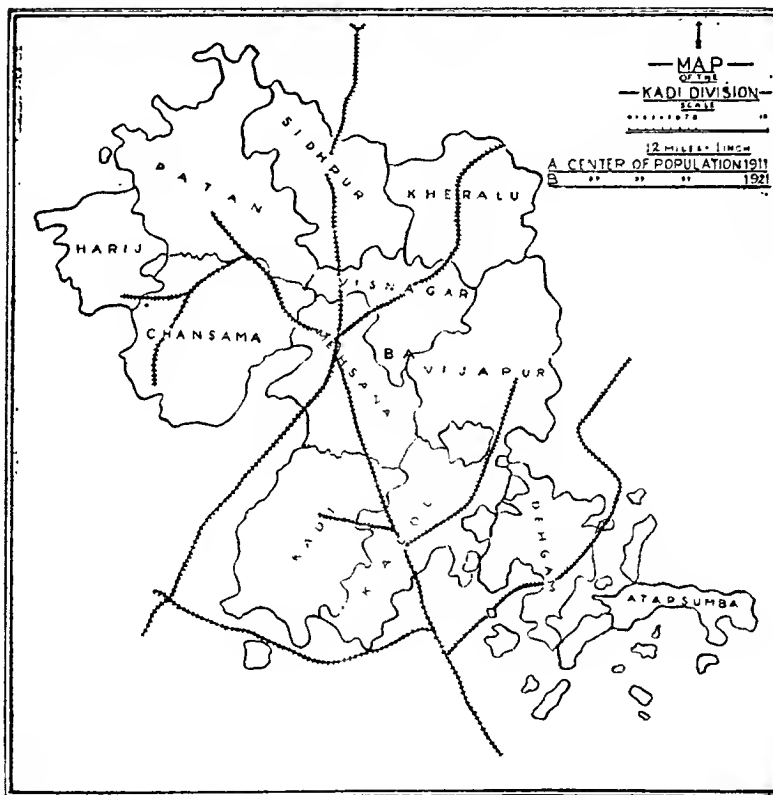 MAP
OF THE
KADI DIVISION
SCALE
12 MILES = 1 INCH
A CENTER OF POPULATION 1911
B " " " 1921
SIDHPUR
PATAN
KHERALU
HARIJ
VISNAGAR
CHANSAMA
MEHSANA
BA
VIJAPUR
KADI
KALOL
DEHGAM
ATARSUMBA